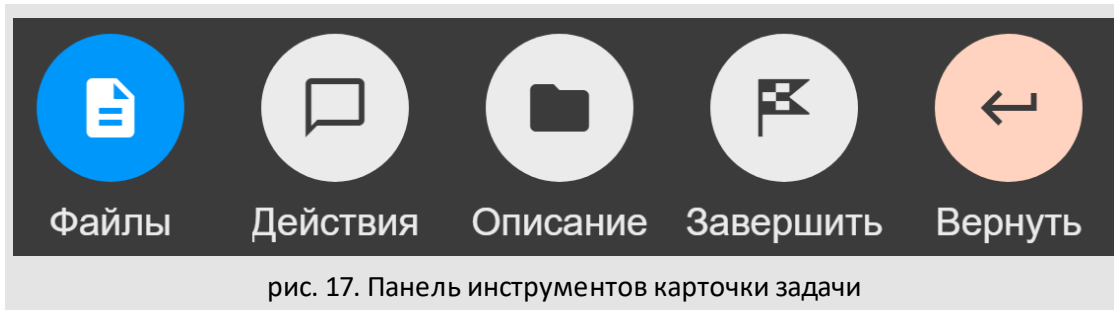 Файлы Действия Описание Завершить Вернуть
рис. 17. Панель инструментов карточки задачи